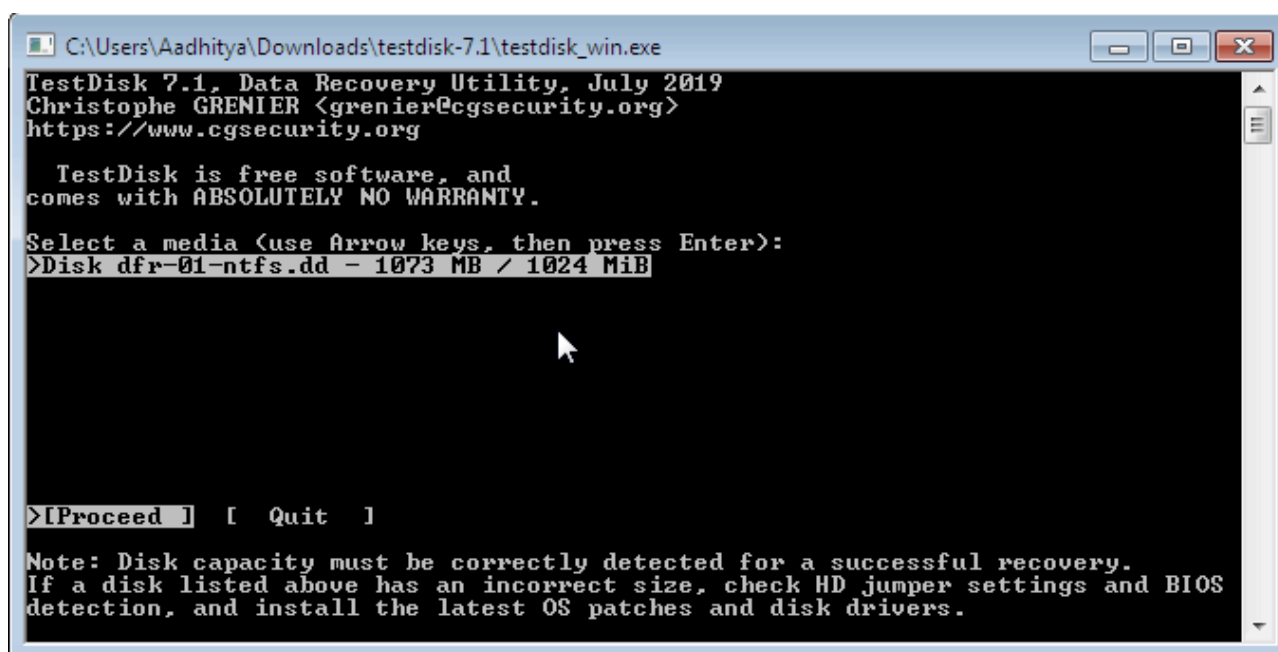 C:\Users\Aadhitya\Downloads\testdisk-7.1\testdisk_win.exe
TestDisk 7.1, Data Recovery Utility, July 2019
Christophe GRENIER <grenier@cgsecurity.org>
https://www.cgsecurity.org
TestDisk is free software, and
comes with ABSOLUTELY NO WARRANTY.
Select a media (use Arrow keys, then press Enter):
>Disk dfr-01-ntfs.dd - 1073 MB / 1024 MiB
>[Proceed ]  [  Quit  ]
Note: Disk capacity must be correctly detected for a successful recovery.
If a disk listed above has an incorrect size, check HD jumper settings and BIOS
detection, and install the latest OS patches and disk drivers.